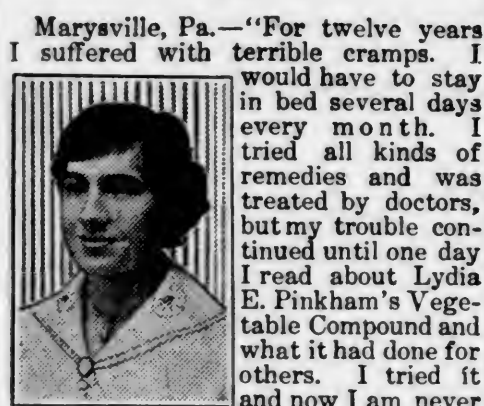 Marysville, Pa.—“For twelve years
I suffered with terrible cramps. I
would have to stay
in bed several days
every month. I
tried all kinds of
remedies and was
treated by doctors,
but my trouble con-
tinued until one day
I read about Lydia
E. Pinkham's Vege-
table Compound and
what it had done for
others. I tried it
and now I am never